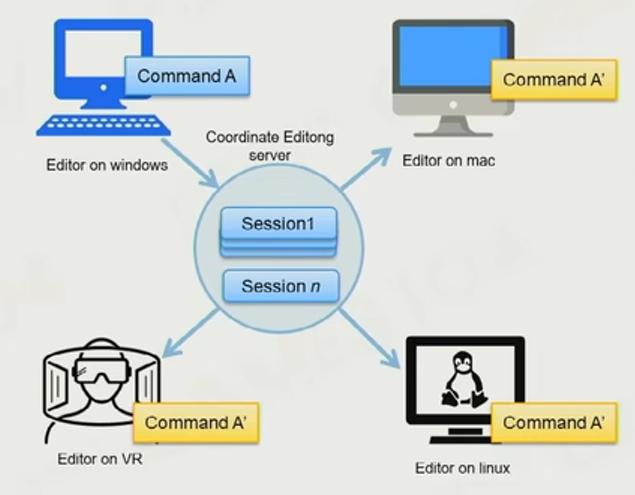 Command A
Editor on windows
Command A'
Editor on mac
Coordinate Editong
server
Session1
Session n
Command A'
Editor on VR
Command A'
Editor on linux